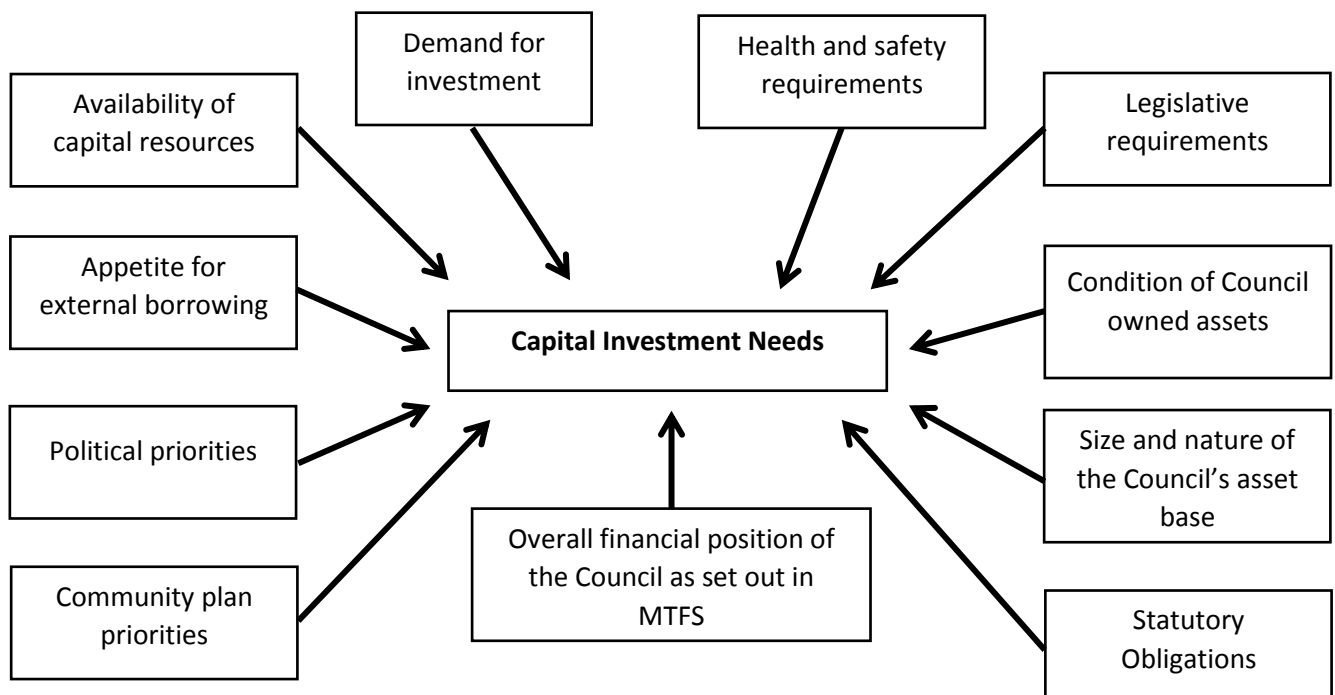 Demand for
investment
Health and safety
requirements
Availability of
capital resources
Legislative
requirements
Appetite for
external borrowing
Condition of Council
owned assets
Capital Investment Needs
Political priorities
Size and nature of
the Council’s asset
base
Overall financial position of
the Council as set out in
MTFS
Community plan
priorities
Statutory
Obligations